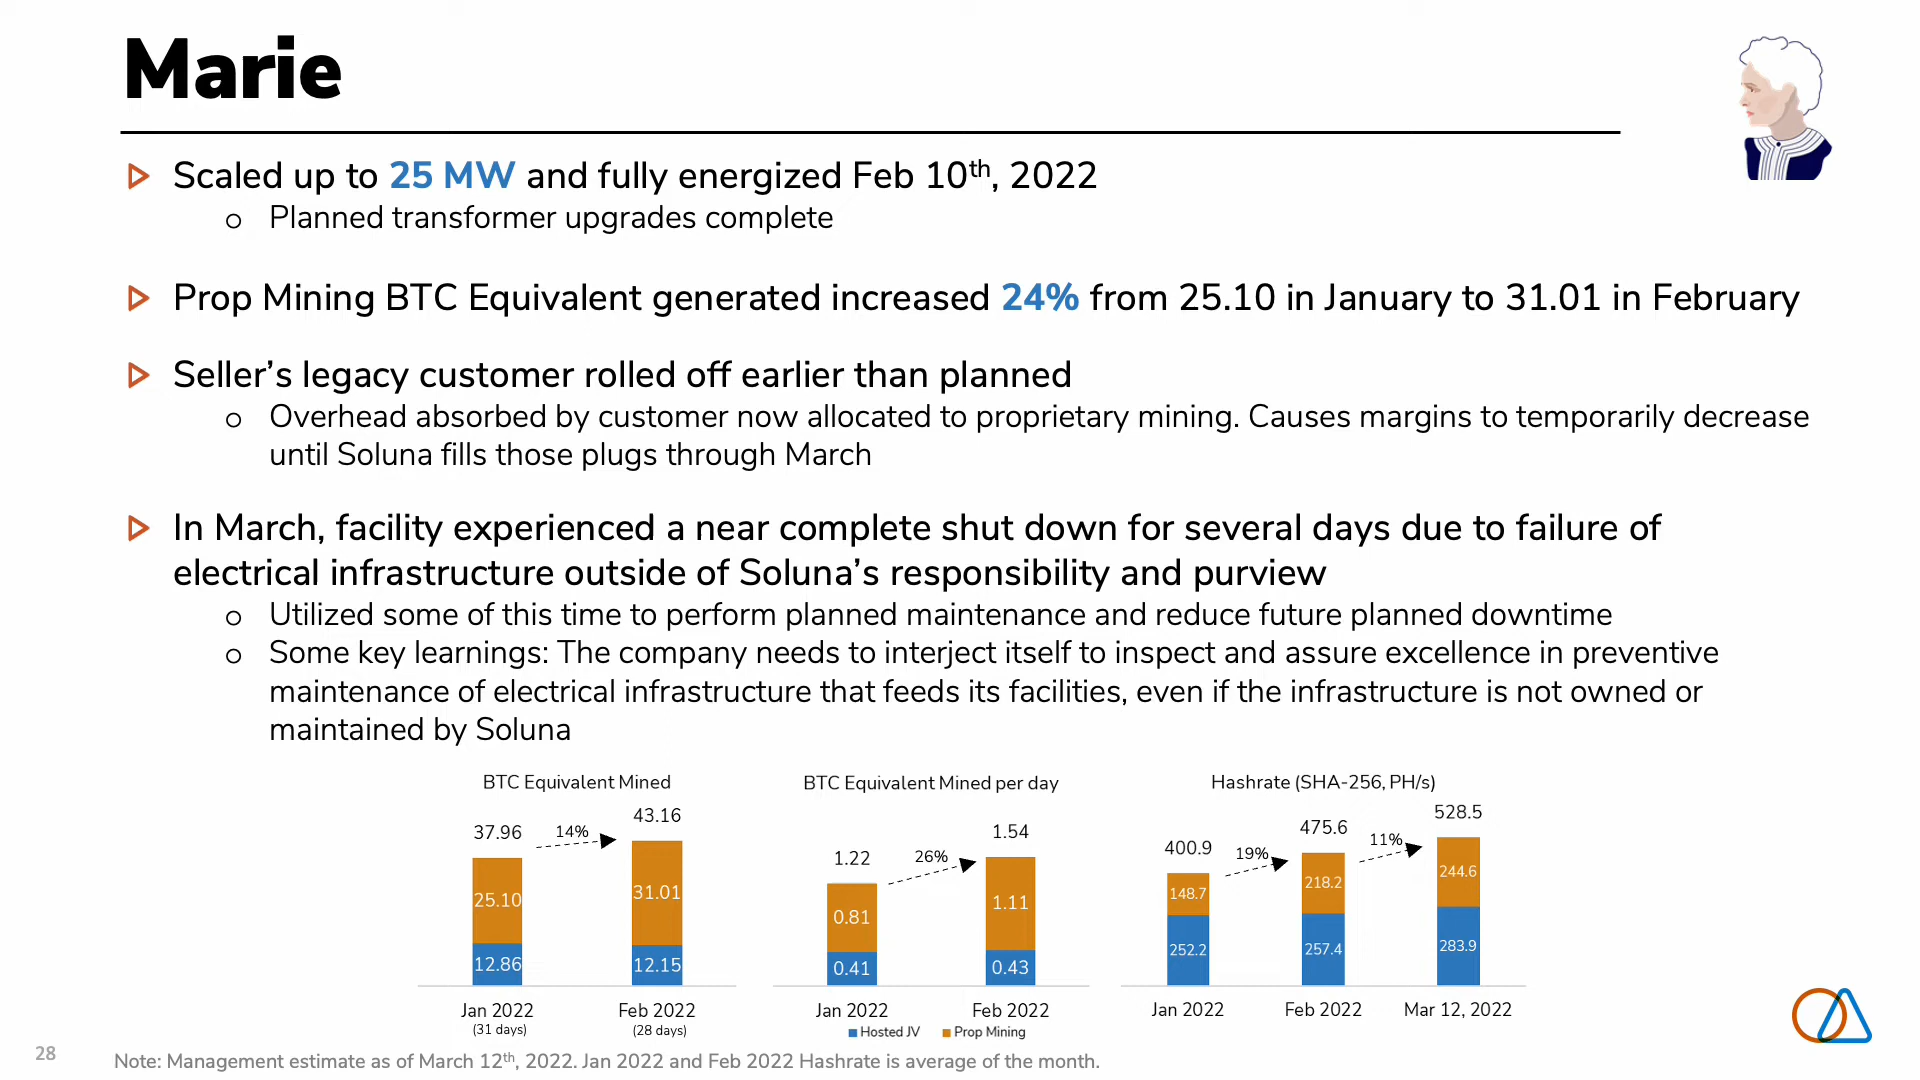 Marie
Scaled up to 25 MW and fully energized Feb 10th, 2022
o Planned transformer upgrades complete
Prop Mining BTC Equivalent generated increased 24% from 25.10 in January to 31.01 in February
Seller’s legacy customer rolled off earlier than planned
o Overhead absorbed by customer now allocated to proprietary mining. Causes margins to temporarily decrease
until Soluna fills those plugs through March
In March, facility experienced a near complete shut down for several days due to failure of
electrical infrastructure outside of Soluna’s responsibility and purview
o Utilized some of this time to perform planned maintenance and reduce future planned downtime
o Some key learnings: The company needs to interject itself to inspect and assure excellence in preventive
maintenance of electrical infrastructure that feeds its facilities, even if the infrastructure is not owned or
maintained by Soluna
BTC Equivalent Mined
37.96
14%
43.16
25.10
31.01
12.86
12.15
Jan 2022
(31 days)
Feb 2022
(28 days)
BTC Equivalent Mined per day
1.22
26%
1.54
0.81
1.11
0.41
0.43
Jan 2022
Feb 2022
Hosted JV
Prop Mining
Hashrate (SHA-256, PH/s)
400.9
19%
475.6
11%
528.5
148.7
218.2
244.6
252.2
257.4
283.9
Jan 2022
Feb 2022
Mar 12, 2022
28
Note: Management estimate as of March 12th, 2022. Jan 2022 and Feb 2022 Hashrate is average of the month.